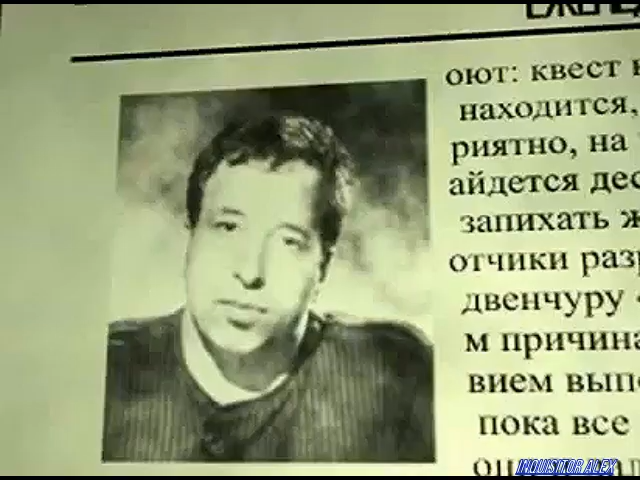 оют: квест
находится,
риятно, на
айдется дес
запихать ж
отчики раз
двенчуру
м причина
вием вып
пока все
INQUISITOR ALEX